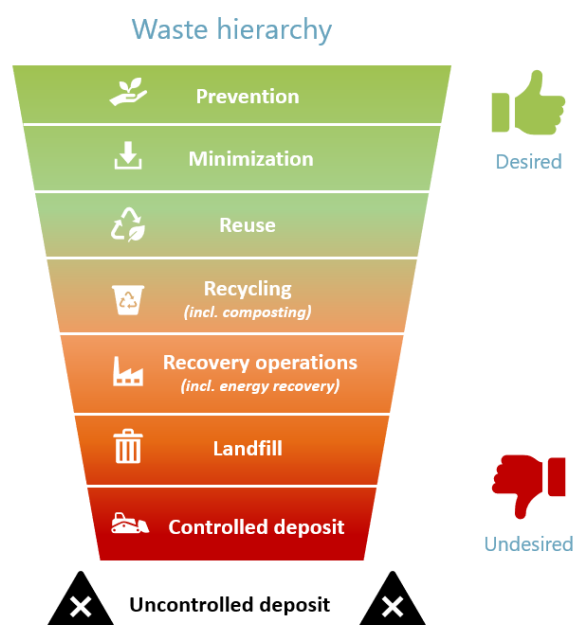 Waste hierarchy
Prevention
Desired
Minimization
Reuse
Recycling
(incl. composting)
Recovery operations
(incl. energy recovery)
Landfill
Controlled deposit
Undesired
Uncontrolled deposit